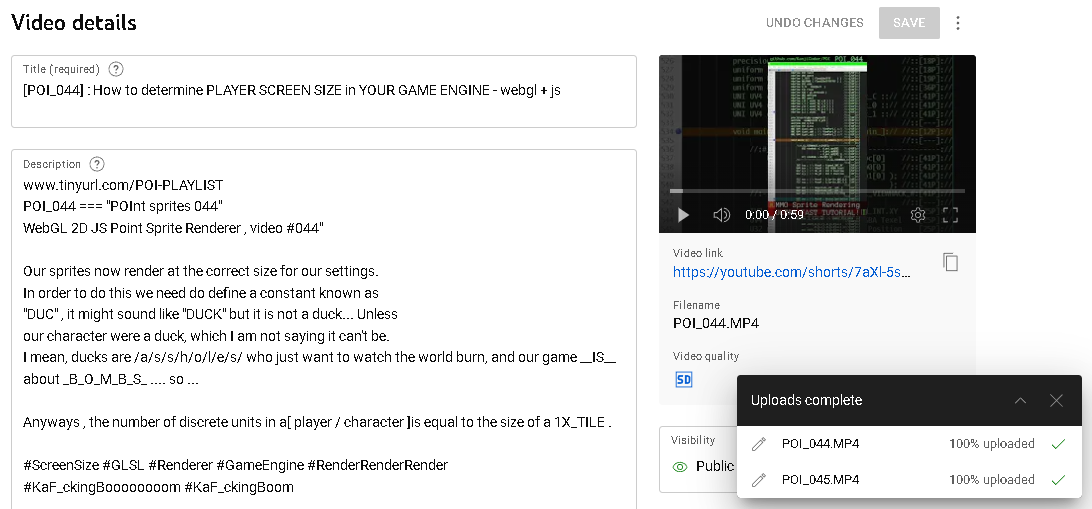 Video details
UNDO CHANGES
SAVE
Title (required)
[POI_044] : How to determine PLAYER SCREEN SIZE in YOUR GAME ENGINE - webgl + js
Description
www.tinyurl.com/POI-PLAYLIST
POI_044 === "POInt sprites 044"
WebGL 2D JS Point Sprite Renderer , video #044"
Our sprites now render at the correct size for our settings.
In order to do this we need do define a constant known as
"DUC" , it might sound like "DUCK" but it is not a duck... Unless
our character were a duck, which I am not saying it can't be.
I mean, ducks are /a/s/s/h/o/l/e/s/ who just want to watch the world burn, and our game __IS__
about _B_O_M_B_S_ .... so ...
Anyways , the number of discrete units in a[ player / character ]is equal to the size of a 1X_TILE .
#ScreenSize #GLSL #Renderer #GameEngine #RenderRenderRender
#KaF_ckingBoooooooom #KaF_ckingBoom
POI_044
MMO Sprite Rendering
0:00 / 0:59
Video link
https://youtube.com/shorts/7aXl-5s...
Filename
POI_044.MP4
Video quality
SD
Visibility
Public
Uploads complete
POI_044.MP4 100% uploaded
POI_045.MP4 100% uploaded